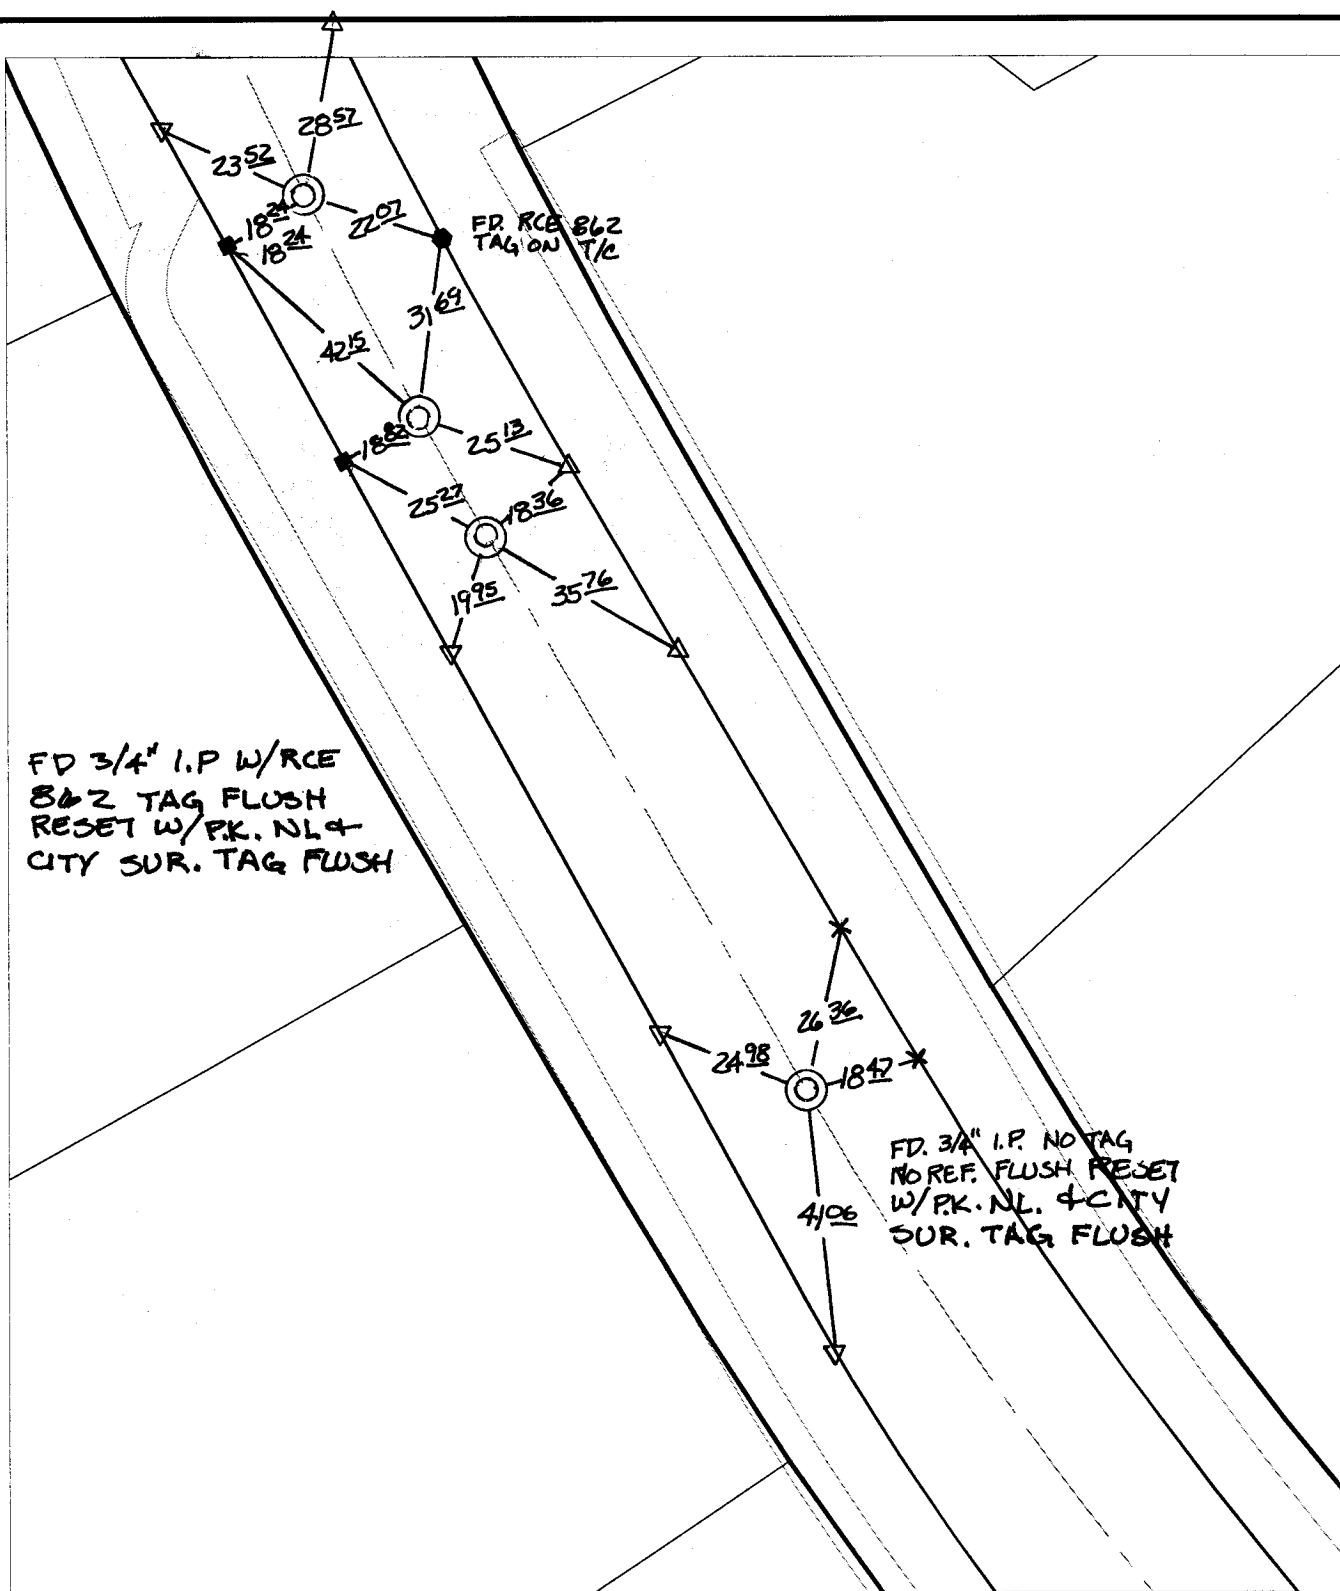 28 57
23 52
18 24
18 24
22 07
FD. RCE 862
TAG ON T/C
31 69
42 15
18 82
25 13
25 27
18 36
19 95
35 76
FD 3/4" I.P W/RCE
862 TAG FLUSH
RESET W/P.K. NL &
CITY SUR. TAG FLUSH
26 36
24 98
18 47
FD. 3/4" I.P. NO TAG
NO REF. FLUSH RESET
W/P.K. NL. & CITY
SUR. TAG FLUSH
41 06